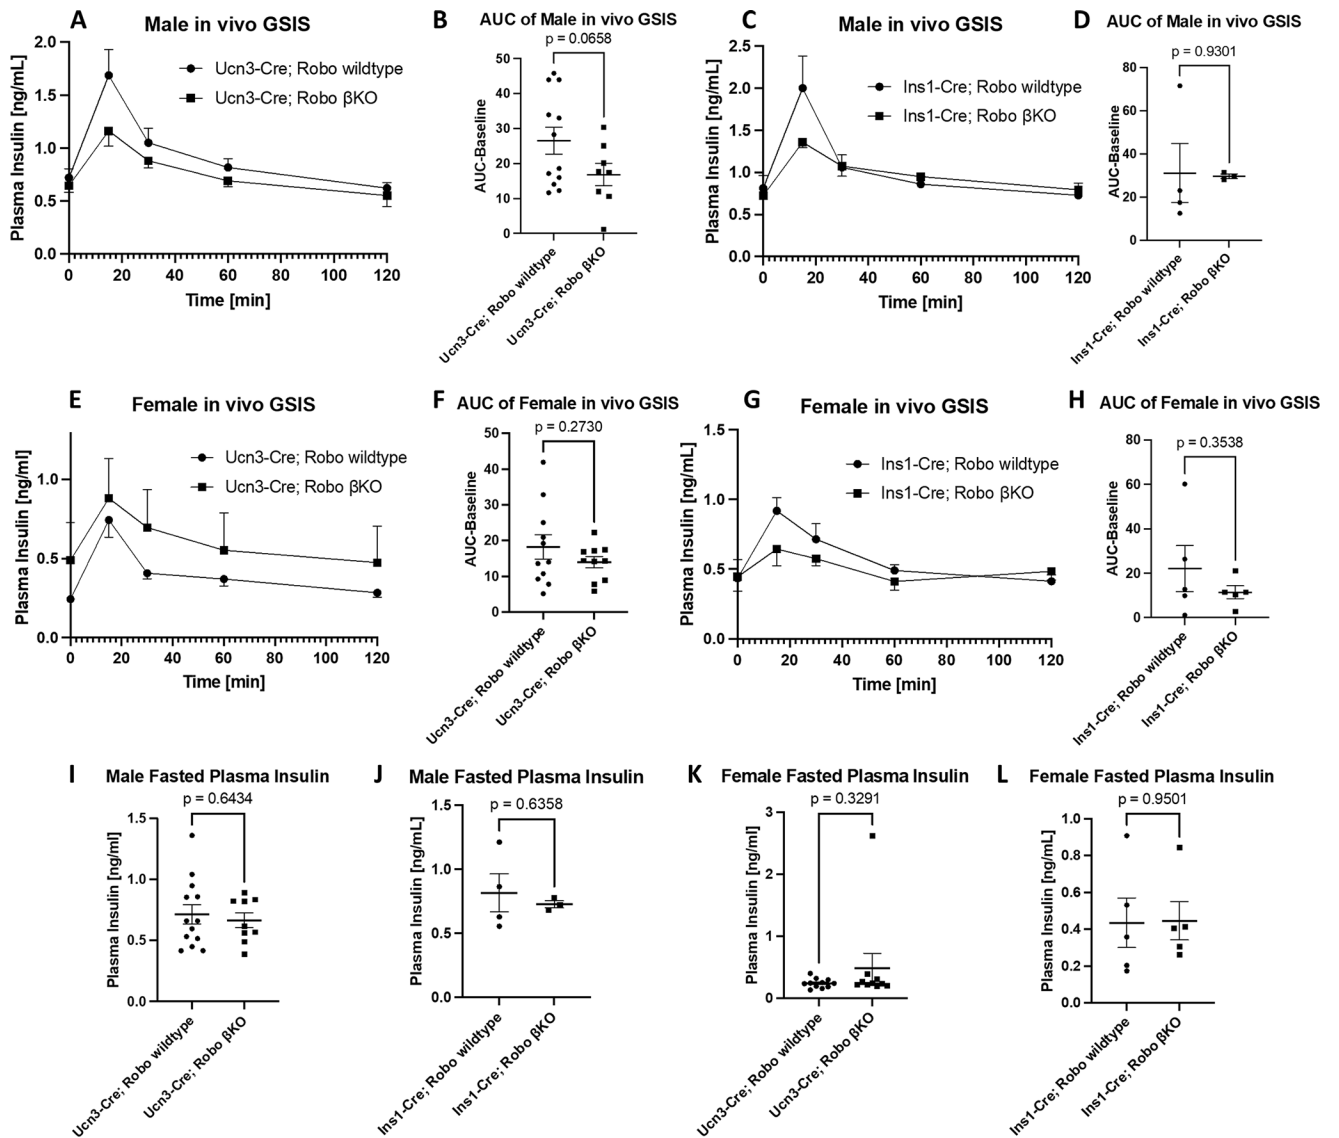 A
Male in vivo GSIS
Plasma Insulin [ng/mL]
2.0
1.5
1.0
0.5
0.0
0 20 40 60 80 100 120
Time [min]
Ucn3-Cre; Robo wildtype
Ucn3-Cre; Robo βKO
B
AUC of Male in vivo GSIS
p = 0.0658
AUC-Baseline
50
40
30
20
10
0
Ucn3-Cre; Robo wildtype
Ucn3-Cre; Robo βKO
C
Male in vivo GSIS
Plasma Insulin [ng/mL]
2.5
2.0
1.5
1.0
0.5
0.0
0 20 40 60 80 100 120
Time [min]
Ins1-Cre; Robo wildtype
Ins1-Cre; Robo βKO
D
AUC of Male in vivo GSIS
p = 0.9301
AUC-Baseline
80
60
40
20
0
Ins1-Cre; Robo wildtype
Ins1-Cre; Robo βKO
E
Female in vivo GSIS
Plasma Insulin [ng/ml]
1.0
0.5
0.0
0 20 40 60 80 100 120
Time [min]
Ucn3-Cre; Robo wildtype
Ucn3-Cre; Robo βKO
F
AUC of Female in vivo GSIS
p = 0.2730
AUC-Baseline
50
40
30
20
10
0
Ucn3-Cre; Robo wildtype
Ucn3-Cre; Robo βKO
G
Female in vivo GSIS
Plasma Insulin [ng/mL]
1.5
1.0
0.5
0.0
0 20 40 60 80 100 120
Time [min]
Ins1-Cre; Robo wildtype
Ins1-Cre; Robo βKO
H
AUC of Female in vivo GSIS
p = 0.3538
AUC-Baseline
80
60
40
20
0
Ins1-Cre; Robo wildtype
Ins1-Cre; Robo βKO
I
Male Fasted Plasma Insulin
p = 0.6434
Plasma Insulin [ng/ml]
1.5
1.0
0.5
0.0
Ucn3-Cre; Robo wildtype
Ucn3-Cre; Robo βKO
J
Male Fasted Plasma Insulin
p = 0.6358
Plasma Insulin [ng/mL]
1.5
1.0
0.5
0.0
Ins1-Cre; Robo wildtype
Ins1-Cre; Robo βKO
K
Female Fasted Plasma Insulin
p = 0.3291
Plasma Insulin [ng/ml]
3
2
1
0
Ucn3-Cre; Robo wildtype
Ucn3-Cre; Robo βKO
L
Female Fasted Plasma Insulin
p = 0.9501
Plasma Insulin [ng/mL]
1.0
0.8
0.6
0.4
0.2
0.0
Ins1-Cre; Robo wildtype
Ins1-Cre; Robo βKO